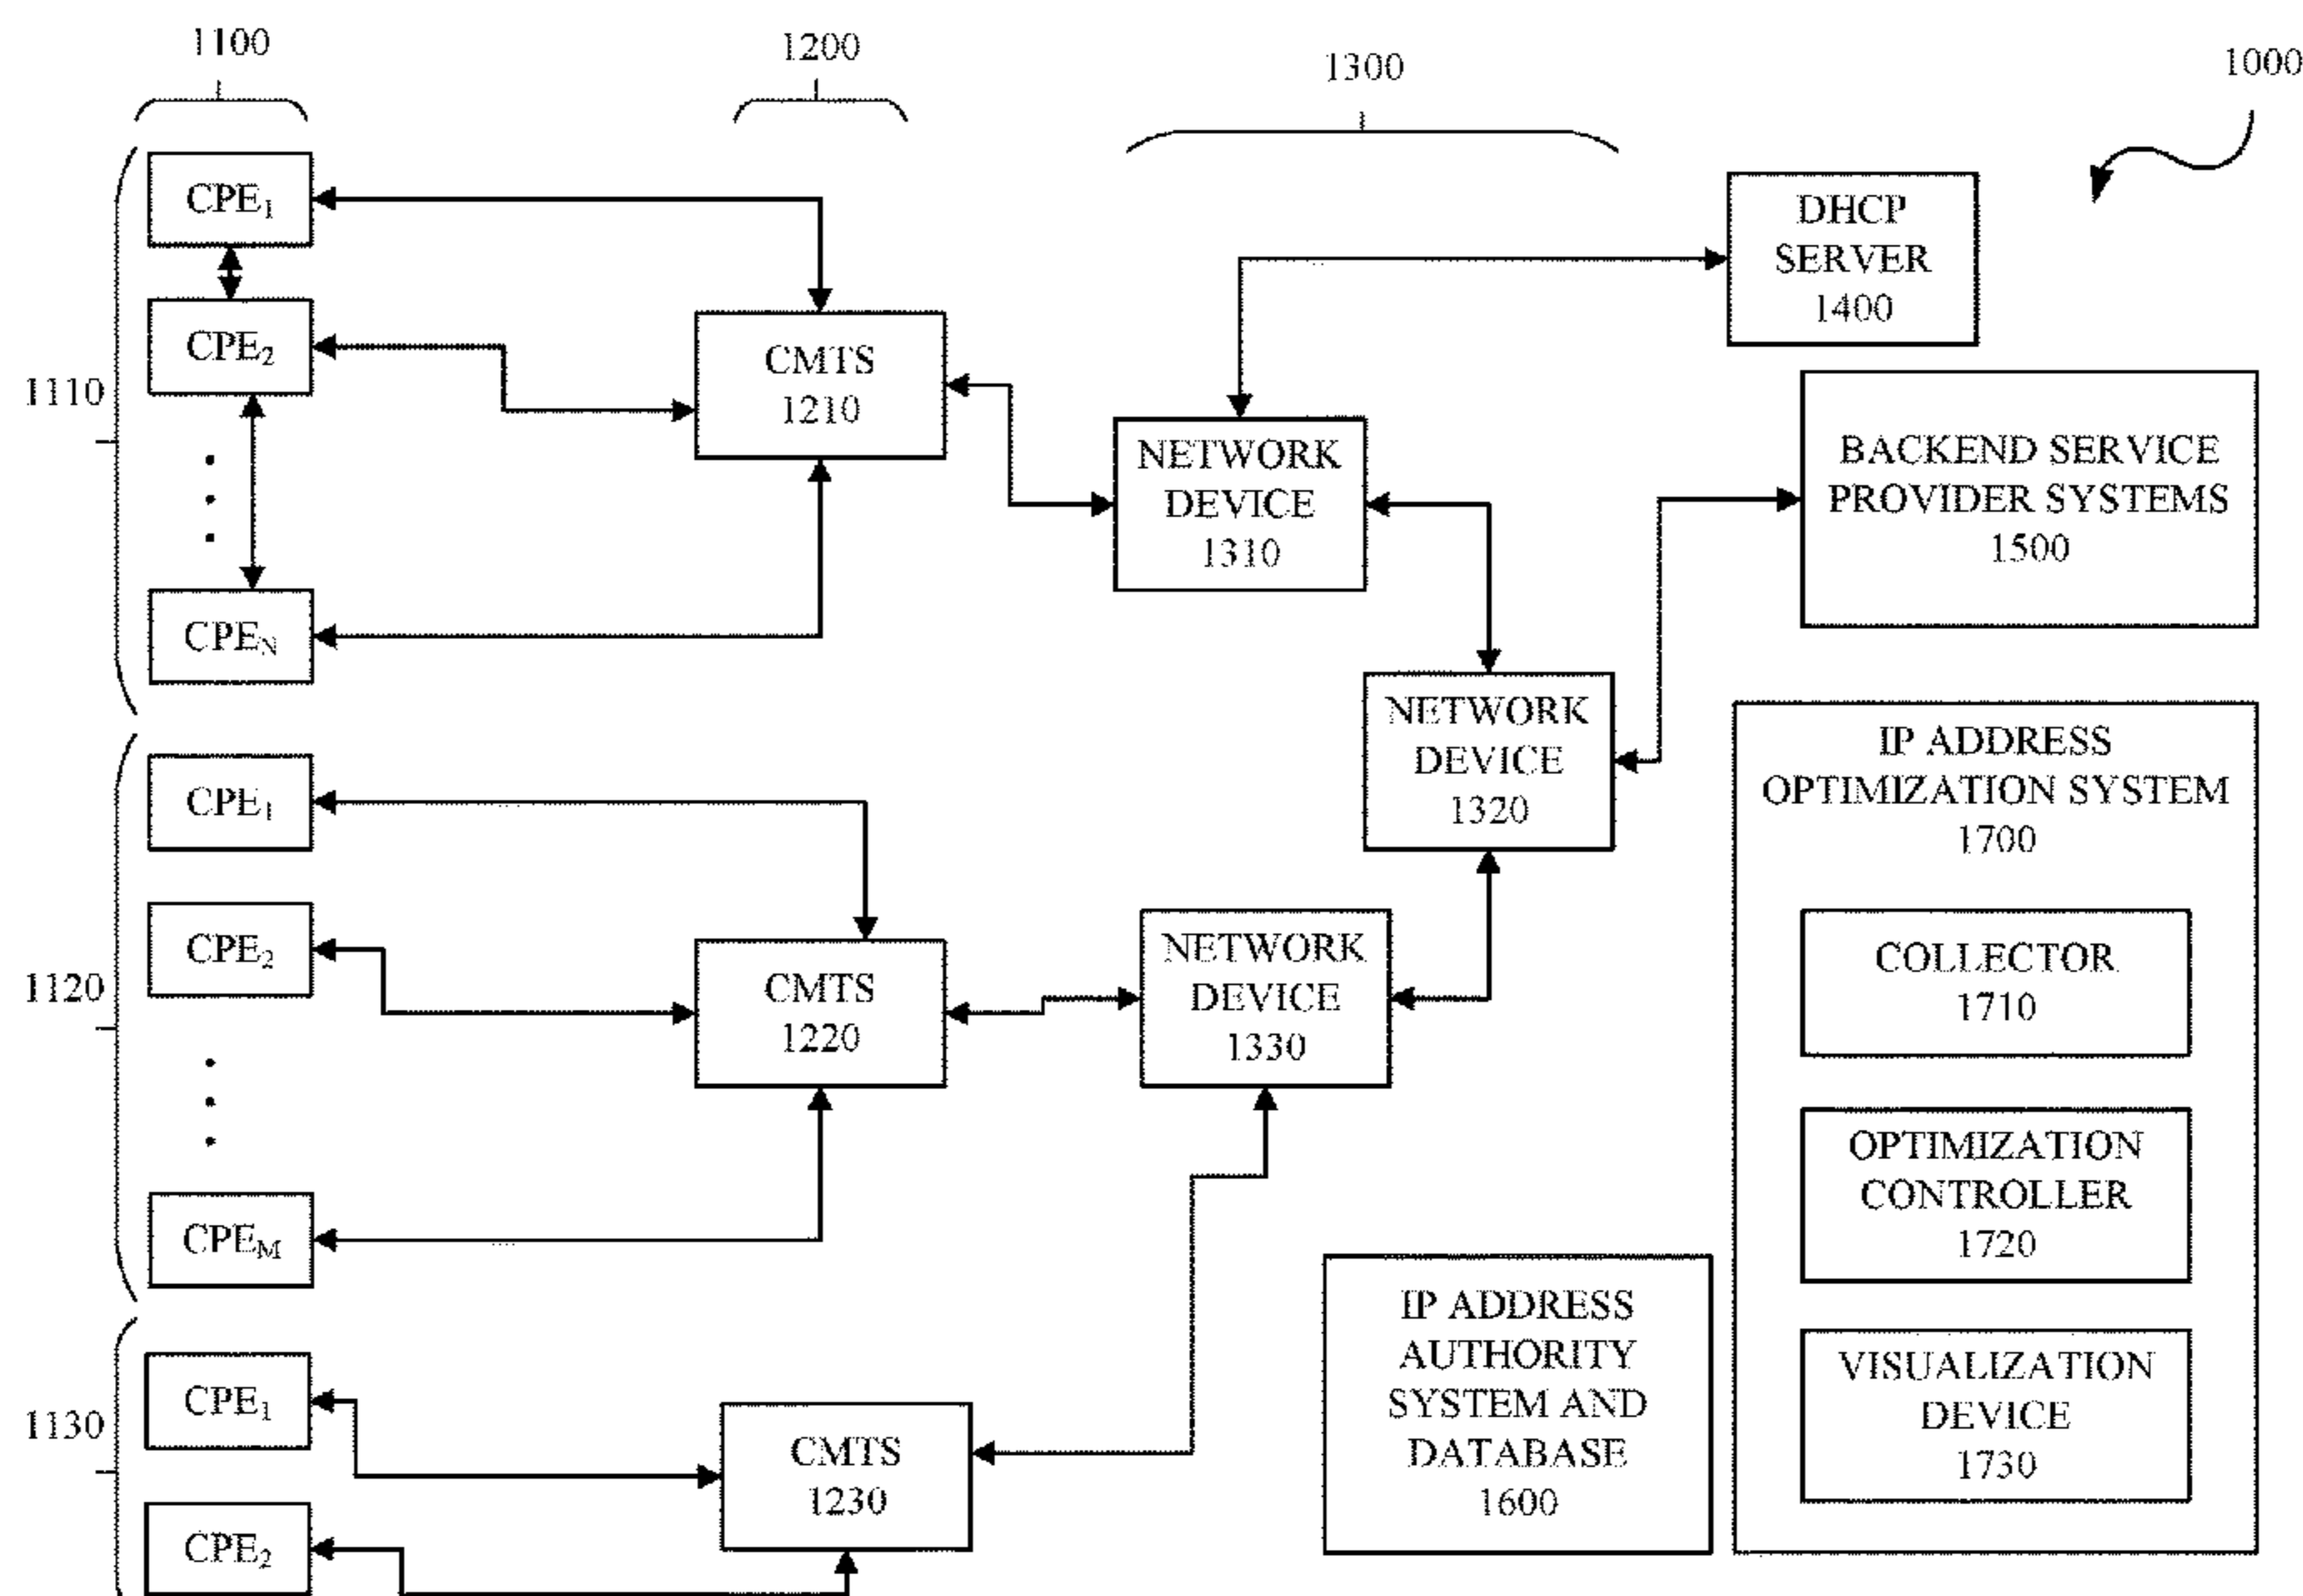 1100
1200
1300
1000
CPE₁
CPE₂
CPE_N
1110
CMTS
1210
NETWORK
DEVICE
1310
DHCP
SERVER
1400
BACKEND SERVICE
PROVIDER SYSTEMS
1500
NETWORK
DEVICE
1320
CPE₁
CPE₂
CPE_M
1120
CMTS
1220
NETWORK
DEVICE
1330
IP ADDRESS
OPTIMIZATION SYSTEM
1700
COLLECTOR
1710
OPTIMIZATION
CONTROLLER
1720
VISUALIZATION
DEVICE
1730
IP ADDRESS
AUTHORITY
SYSTEM AND
DATABASE
1600
CPE₁
CPE₂
1130
CMTS
1230